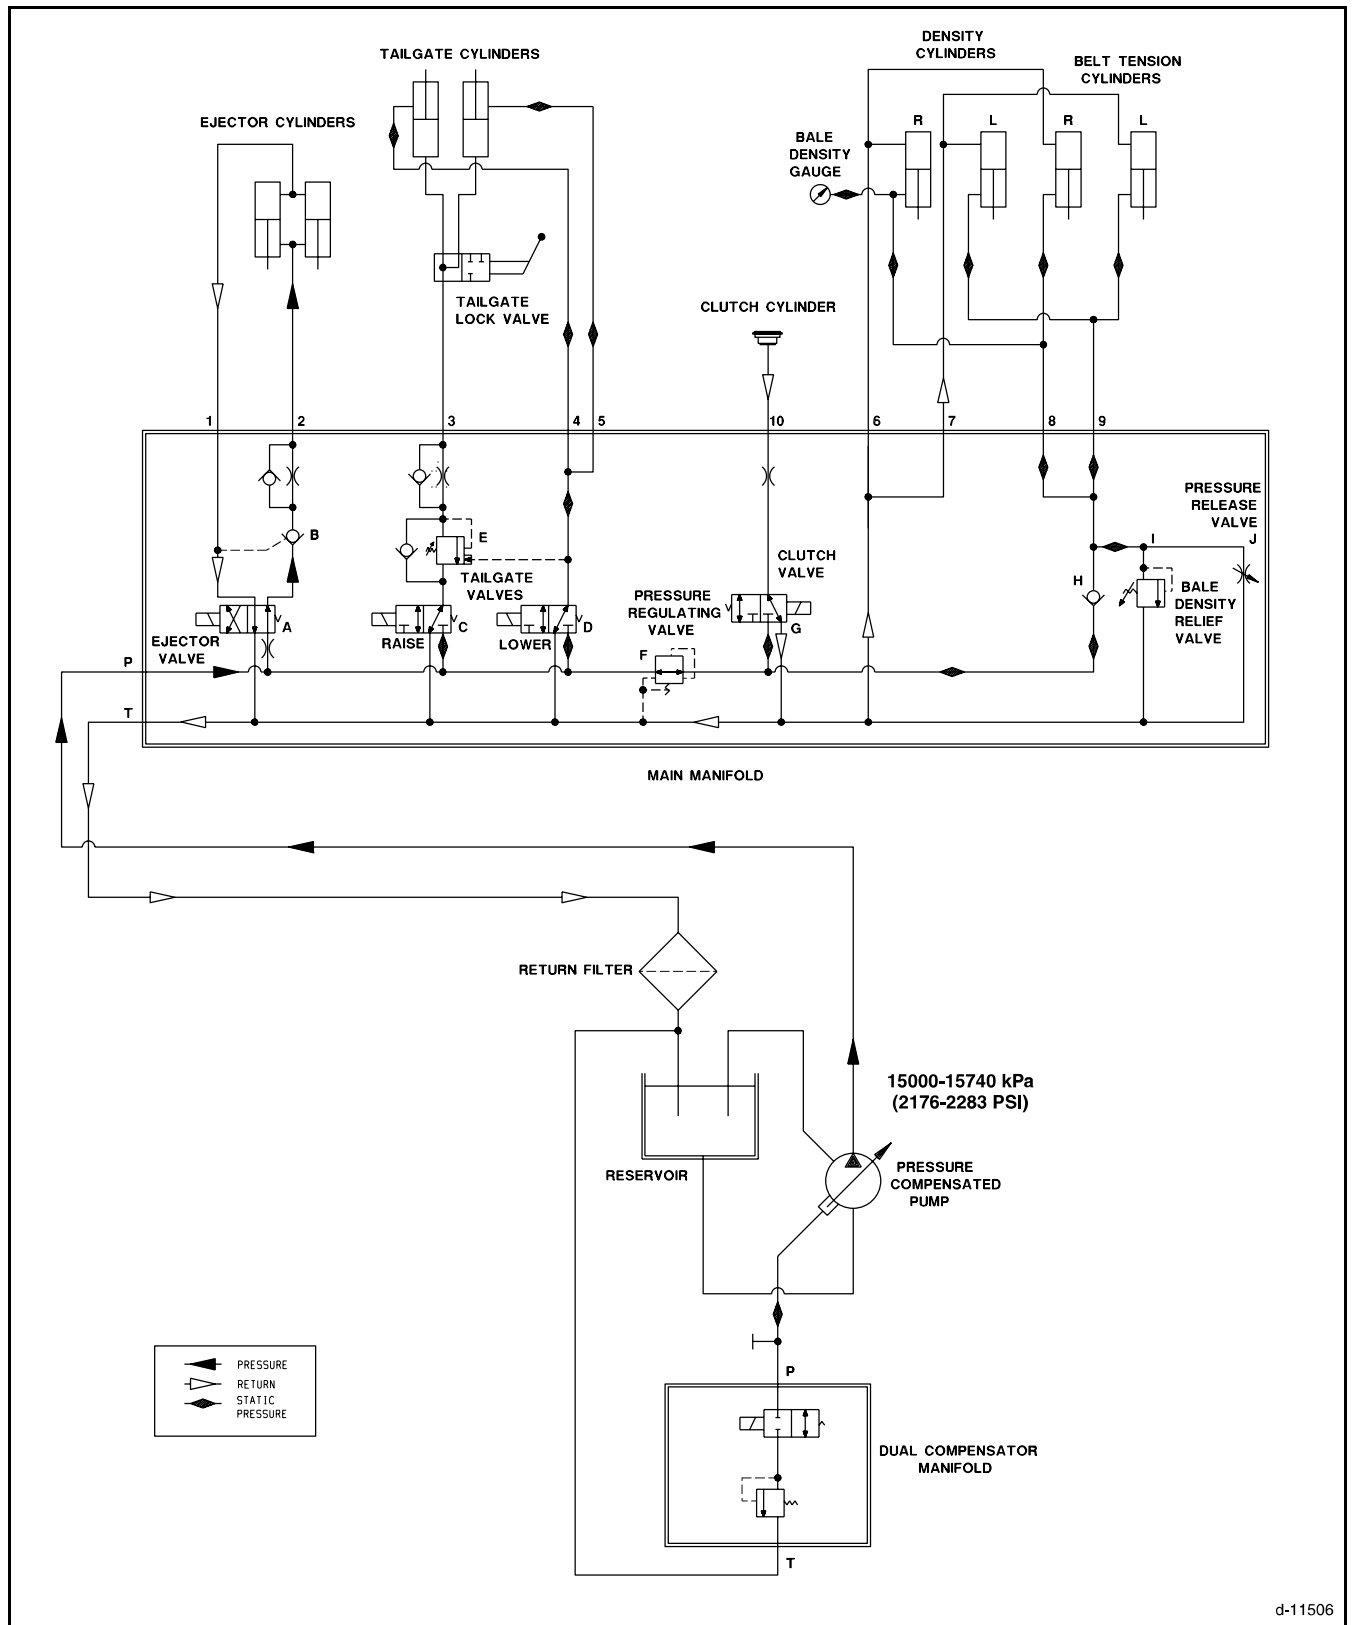 TAILGATE CYLINDERS
DENSITY
CYLINDERS
BELT TENSION
CYLINDERS
EJECTOR CYLINDERS
R
L
R
L
BALE
DENSITY
GAUGE
TAILGATE
LOCK VALVE
CLUTCH CYLINDER
1
2
3
4
5
10
6
7
8
9
PRESSURE
RELEASE
VALVE
B
E
I
J
TAILGATE
VALVES
CLUTCH
VALVE
H
BALE
DENSITY
RELIEF
VALVE
PRESSURE
REGULATING
VALVE
A
C
D
G
EJECTOR
VALVE
RAISE
LOWER
F
P
T
MAIN MANIFOLD
RETURN FILTER
15000-15740 kPa
(2176-2283 PSI)
RESERVOIR
PRESSURE
COMPENSATED
PUMP
PRESSURE
RETURN
STATIC
PRESSURE
P
DUAL COMPENSATOR
MANIFOLD
T
d-11506